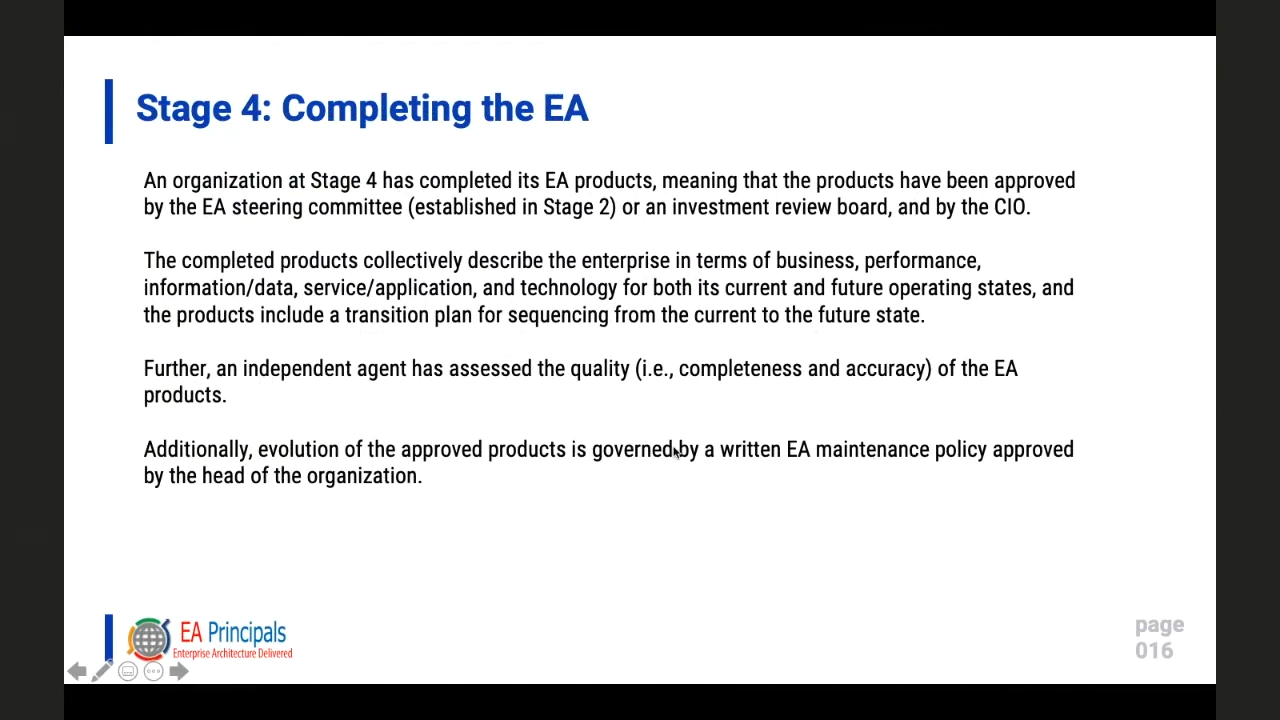 Stage 4: Completing the EA
An organization at Stage 4 has completed its EA products, meaning that the products have been approved
by the EA steering committee (established in Stage 2) or an investment review board, and by the CIO.
The completed products collectively describe the enterprise in terms of business, performance,
information/data, service/application, and technology for both its current and future operating states, and
the products include a transition plan for sequencing from the current to the future state.
Further, an independent agent has assessed the quality (i.e., completeness and accuracy) of the EA
products.
Additionally, evolution of the approved products is governed by a written EA maintenance policy approved
by the head of the organization.
EA Principals
Enterprise Architecture Delivered
page
016